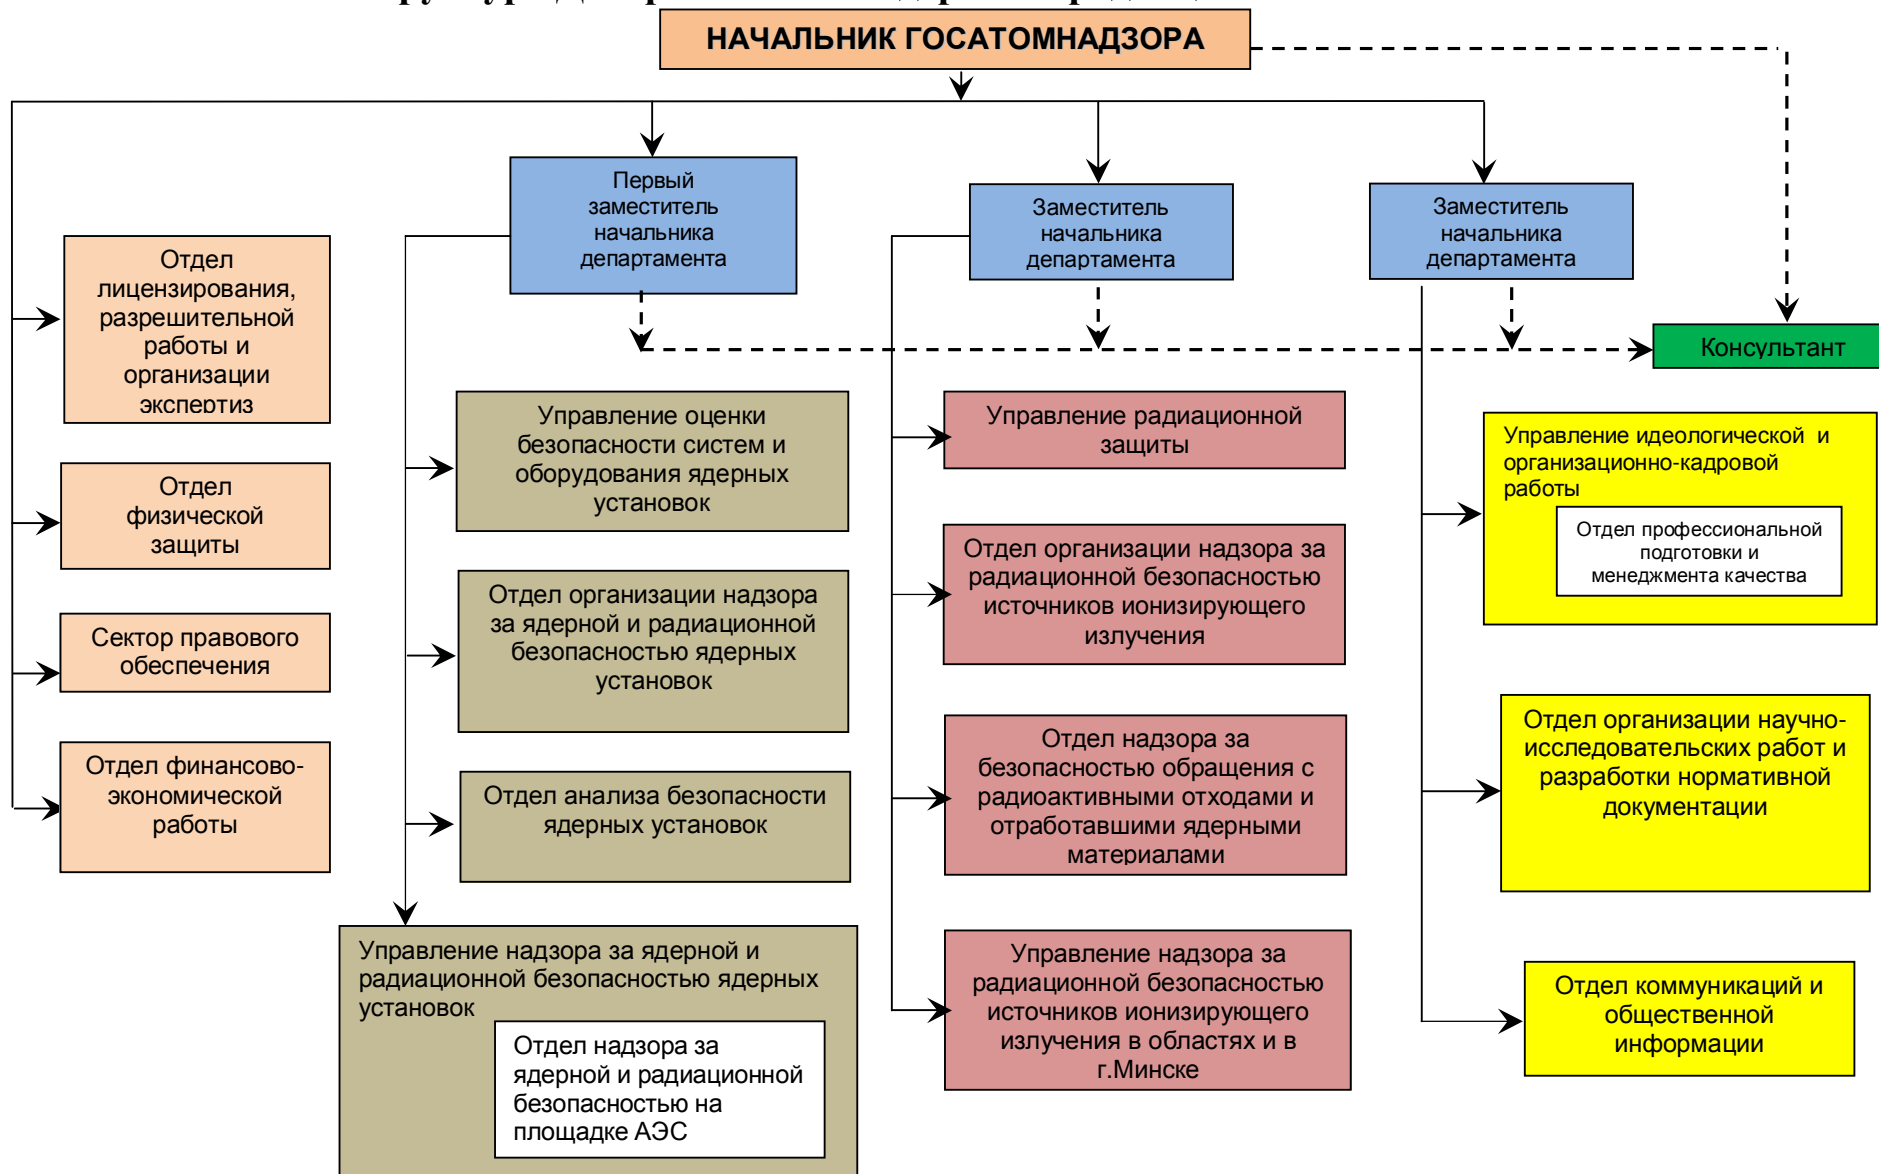 НАЧАЛЬНИК ГОСАТОМНАДЗОРА
Первый
заместитель
начальника
департамента
Заместитель
начальника
департамента
Заместитель
начальника
департамента
Консультант
Отдел
лицензирования,
разрешительной
работы и
организации
экспертиз
Отдел
физической
защиты
Сектор правового
обеспечения
Отдел финансово-
экономической
работы
Управление оценки
безопасности систем и
оборудования ядерных
установок
Отдел организации надзора
за ядерной и радиационной
безопасностью ядерных
установок
Отдел анализа безопасности
ядерных установок
Управление надзора за ядерной и
радиационной безопасностью ядерных
установок
Отдел надзора за
ядерной и радиационной
безопасностью на
площадке АЭС
Управление радиационной
защиты
Отдел организации надзора за
радиационной безопасностью
источников ионизирующего
излучения
Отдел надзора за
безопасностью обращения с
радиоактивными отходами и
отработавшими ядерными
материалами
Управление надзора за
радиационной безопасностью
источников ионизирующего
излучения в областях и в
г.Минске
Управление идеологической и
организационно-кадровой
работы
Отдел профессиональной
подготовки и
менеджмента качества
Отдел организации научно-
исследовательских работ и
разработки нормативной
документации
Отдел коммуникаций и
общественной
информации